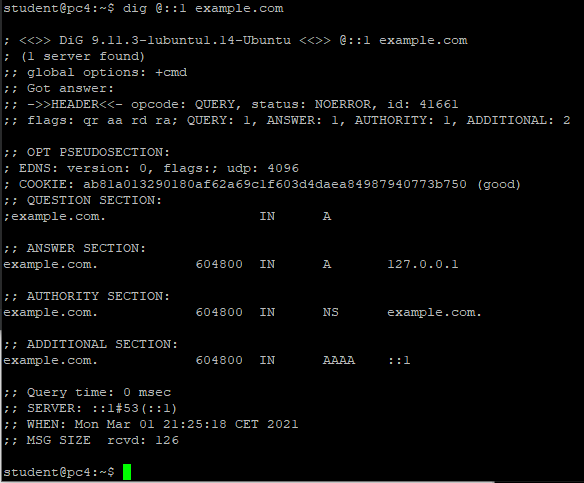 student@pc4:~$ dig @::1 example.com

; <<>> DiG 9.11.3-1ubuntu1.14-Ubuntu <<>> @::1 example.com
; (1 server found)
;; global options: +cmd
;; Got answer:
;; ->>HEADER<<- opcode: QUERY, status: NOERROR, id: 41661
;; flags: qr aa rd ra; QUERY: 1, ANSWER: 1, AUTHORITY: 1, ADDITIONAL: 2

;; OPT PSEUDOSECTION:
; EDNS: version: 0, flags:; udp: 4096
; COOKIE: ab81a013290180af62a69c1f603d4daea84987940773b750 (good)
;; QUESTION SECTION:
;example.com. IN A

;; ANSWER SECTION:
example.com. 604800 IN A 127.0.0.1

;; AUTHORITY SECTION:
example.com. 604800 IN NS example.com.

;; ADDITIONAL SECTION:
example.com. 604800 IN AAAA ::1

;; Query time: 0 msec
;; SERVER: ::1#53(::1)
;; WHEN: Mon Mar 01 21:25:18 CET 2021
;; MSG SIZE rcvd: 126

student@pc4:~$